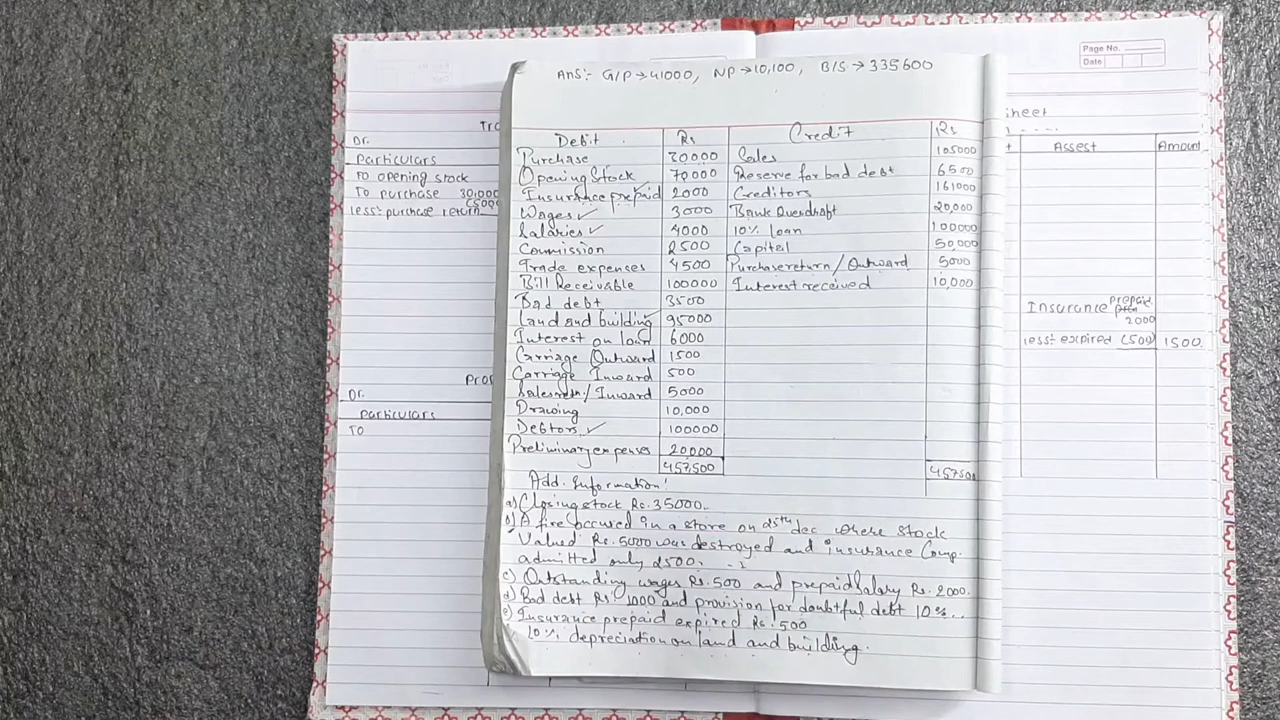 Page No.
Date
Ans:- G/P → 41000, NP → 10,100, B/S → 335600
Dr.
Particulars
To opening stock
To purchase 30,000
(5000
less:- purchase return
Dr.
Particulars
TO
Debit Rs Credit Rs
Purchase 30000 Sales 105000
Opening Stock 70000 Reserve for bad debt 6500
Insurance prepaid 2000 Creditors 161000
Wages ✓ 3000 Bank Overdraft 20,000
Salaries ✓ 4000 10% loan 100000
Commission 2500 Capital 50,000
Trade expenses 4500 Purchase return / Outward 5000
Bill Receivable 100000 Interest received 10,000
Bad debt 3500
Land and building 95000
Interest on loan 6000
Carriage Outward 1500
Carriage Inward 500
/ Inward 5000
Drawing 10,000
Debtors ✓ 100000
Preliminary expenses 20,000
457,500 457500
Add. Information:
a) Closing stock Rs. 35000.
b) A fire occured in a store on 25th dec where stock
Valued Rs. 5000 was destroyed and insurance Comp.
admitted only 2500.
c) Outstanding wages Rs. 500 and prepaid Salary Rs. 2000.
d) Bad debt Rs 1000 and provision for doubtful debt 10%..
e) Insurance prepaid expired Rs. 500
10% depreciation on land and building.
Assest Amount
Insurance prepaid
2000
less:- expired (500) 1500